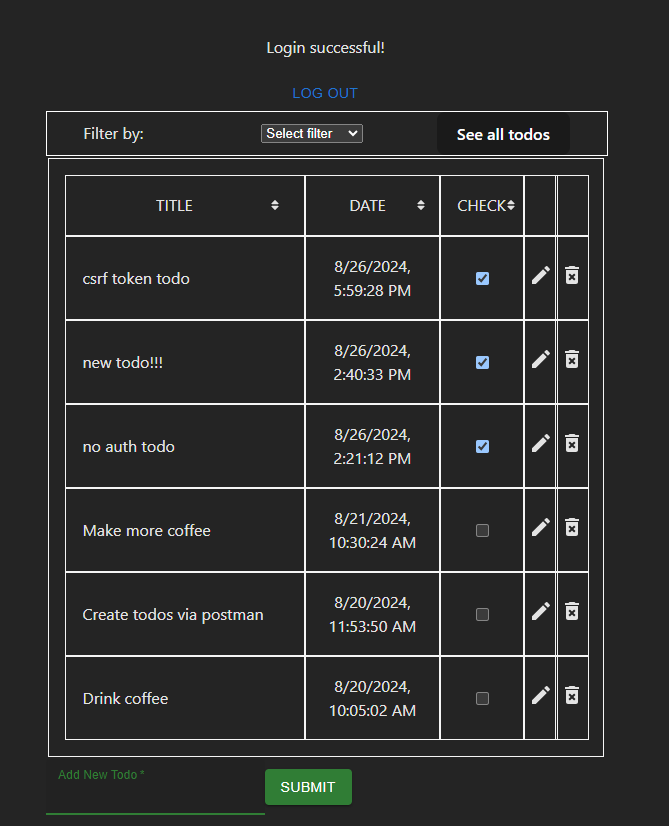 Login successful!
LOG OUT
Filter by: Select filter See all todos
TITLE DATE CHECK
csrf token todo 8/26/2024,
5:59:28 PM
new todo!!! 8/26/2024,
2:40:33 PM
no auth todo 8/26/2024,
2:21:12 PM
Make more coffee 8/21/2024,
10:30:24 AM
Create todos via postman 8/20/2024,
11:53:50 AM
Drink coffee 8/20/2024,
10:05:02 AM
Add New Todo *
SUBMIT